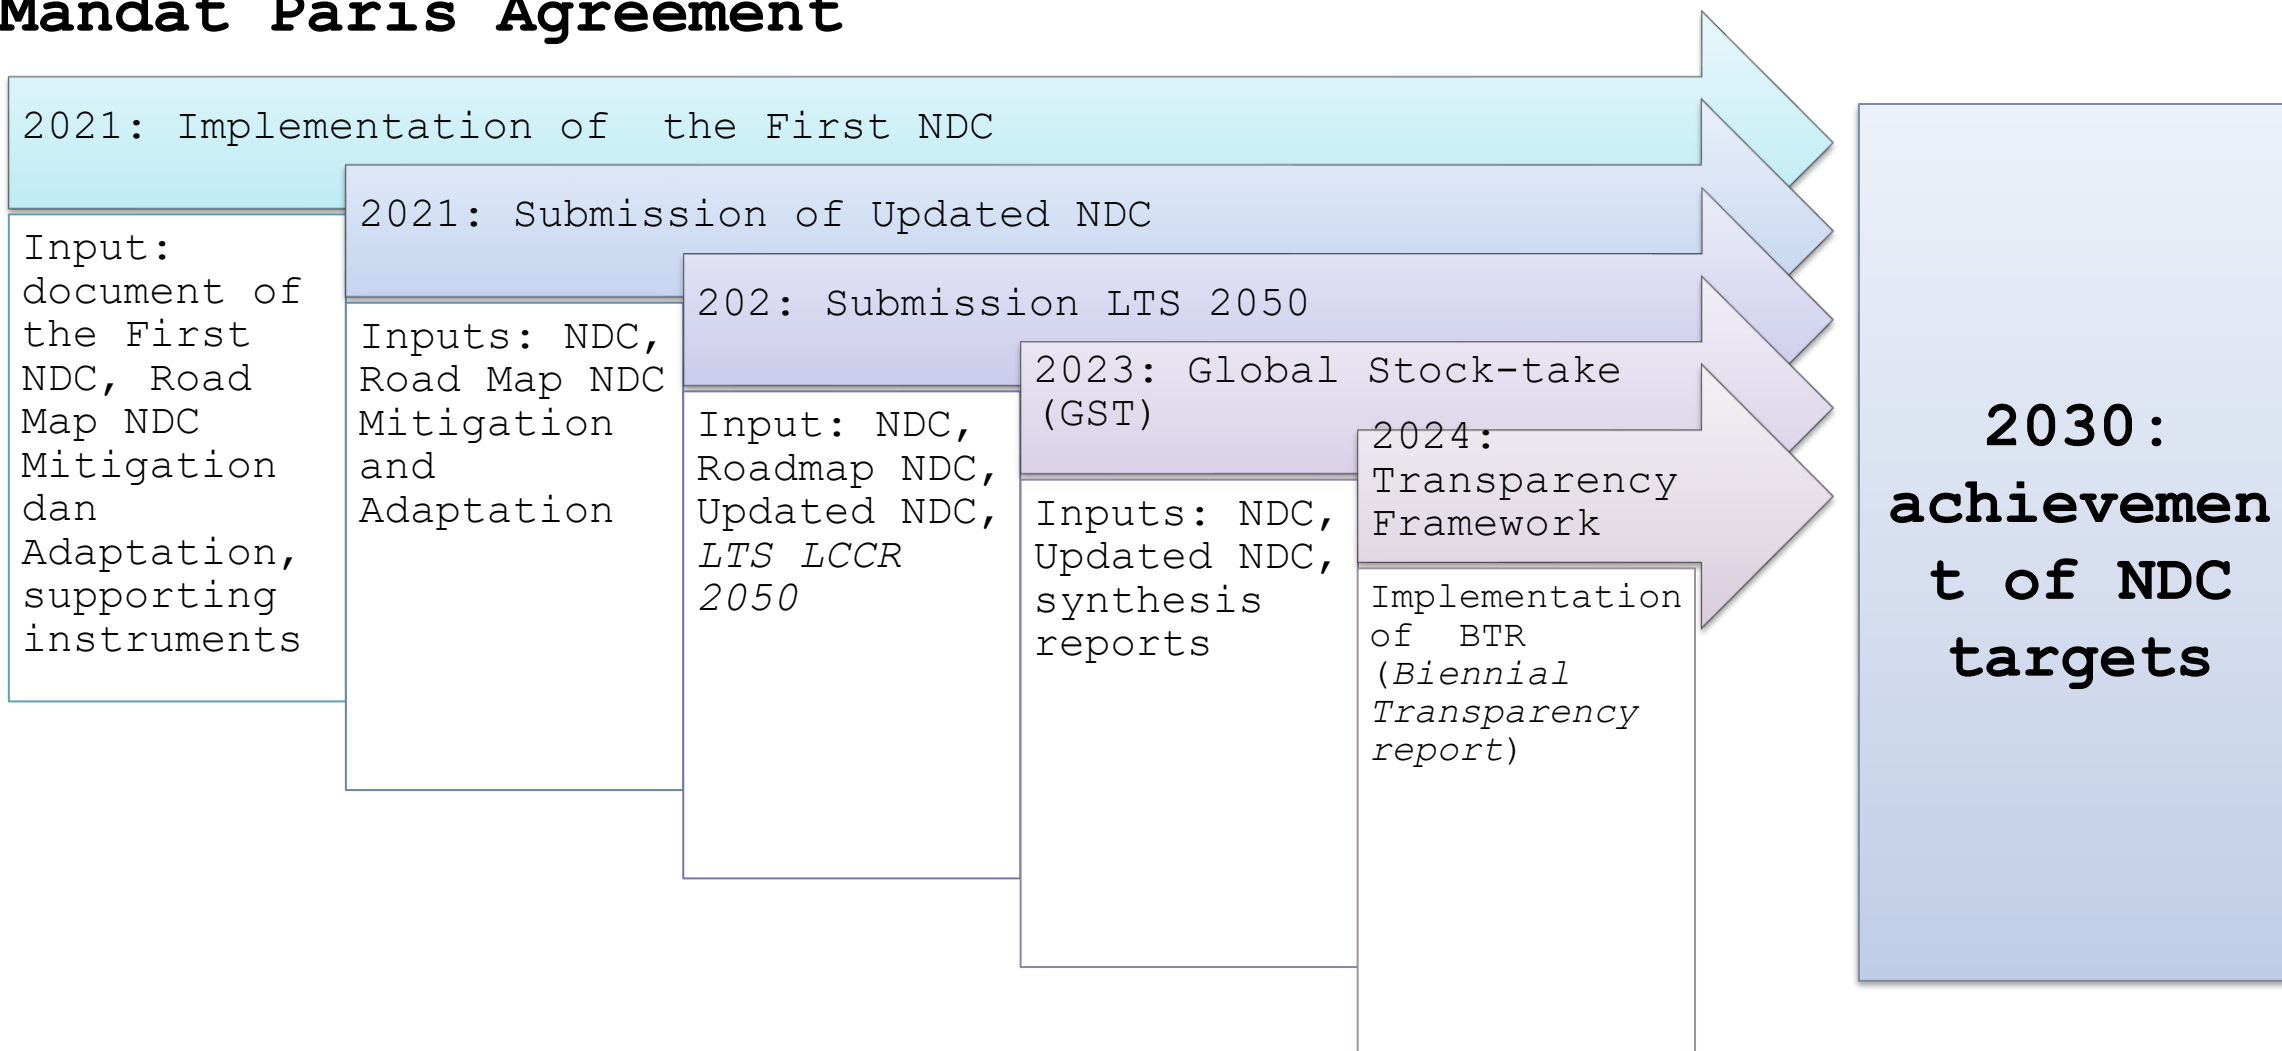 Mandat Paris Agreement
2021: Implementation of  the First NDC
Input:
document of
the First
NDC, Road
Map NDC
Mitigation
dan
Adaptation,
supporting
instruments
2021: Submission of Updated NDC
Inputs: NDC,
Road Map NDC
Mitigation
and
Adaptation
202: Submission LTS 2050
Input: NDC,
Roadmap NDC,
Updated NDC,
LTS LCCR
2050
2023: Global Stock-take
(GST)
Inputs: NDC,
Updated NDC,
synthesis
reports
2024:
Transparency
Framework
Implementation
of  BTR
(Biennial
Transparency
report)
2030:
achievemen
t of NDC
targets